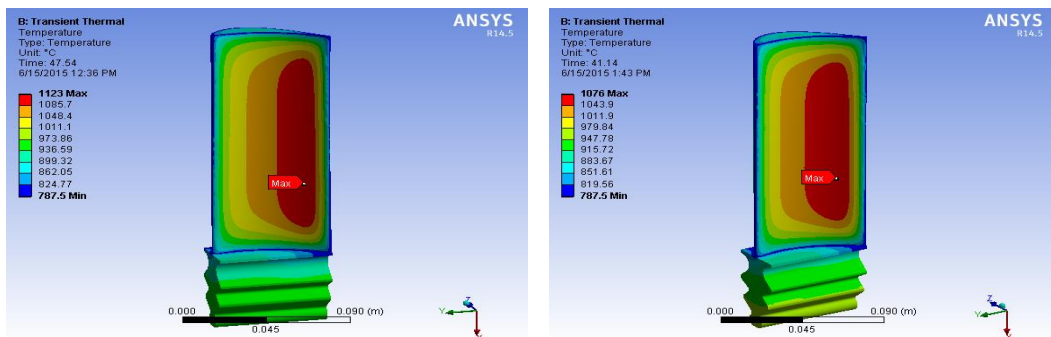 B: Transient Thermal
Temperature
Type: Temperature
Unit: °C
Time: 47.54
6/15/2015 12:36 PM
1123 Max
1085.7
1048.4
1011.1
973.86
936.59
899.32
862.05
824.77
787.5 Min
ANSYS
R14.5
Max
0.000
0.090 (m)
0.045
Z
Y
X
B: Transient Thermal
Temperature
Type: Temperature
Unit: °C
Time: 41.14
6/15/2015 1:43 PM
1076 Max
1043.9
1011.9
979.84
947.78
915.72
883.67
851.61
819.56
787.5 Min
ANSYS
R14.5
Max
0.000
0.090 (m)
0.045
Z
Y
X